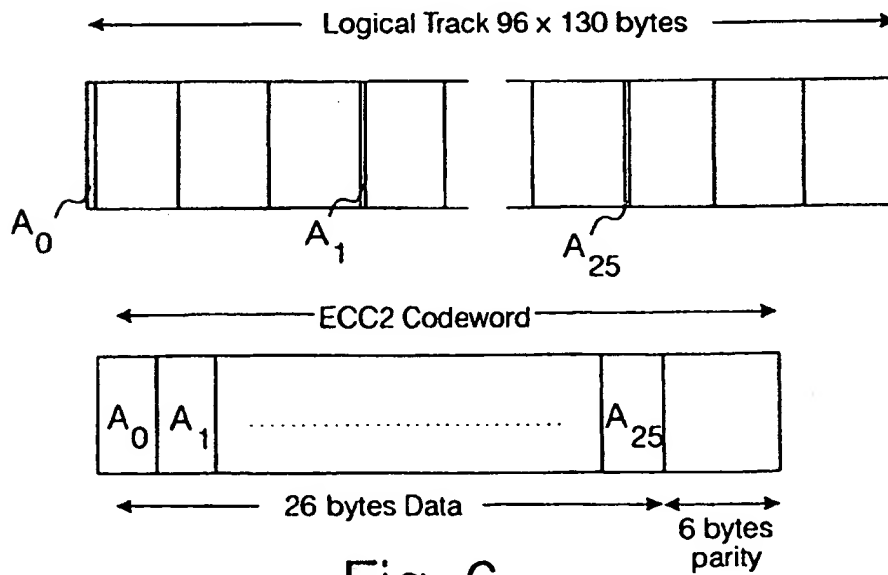 Logical Track 96 x 130 bytes
A0
A1
A25
ECC2 Codeword
A0 A1 ........................... A25
26 bytes Data
6 bytes
parity